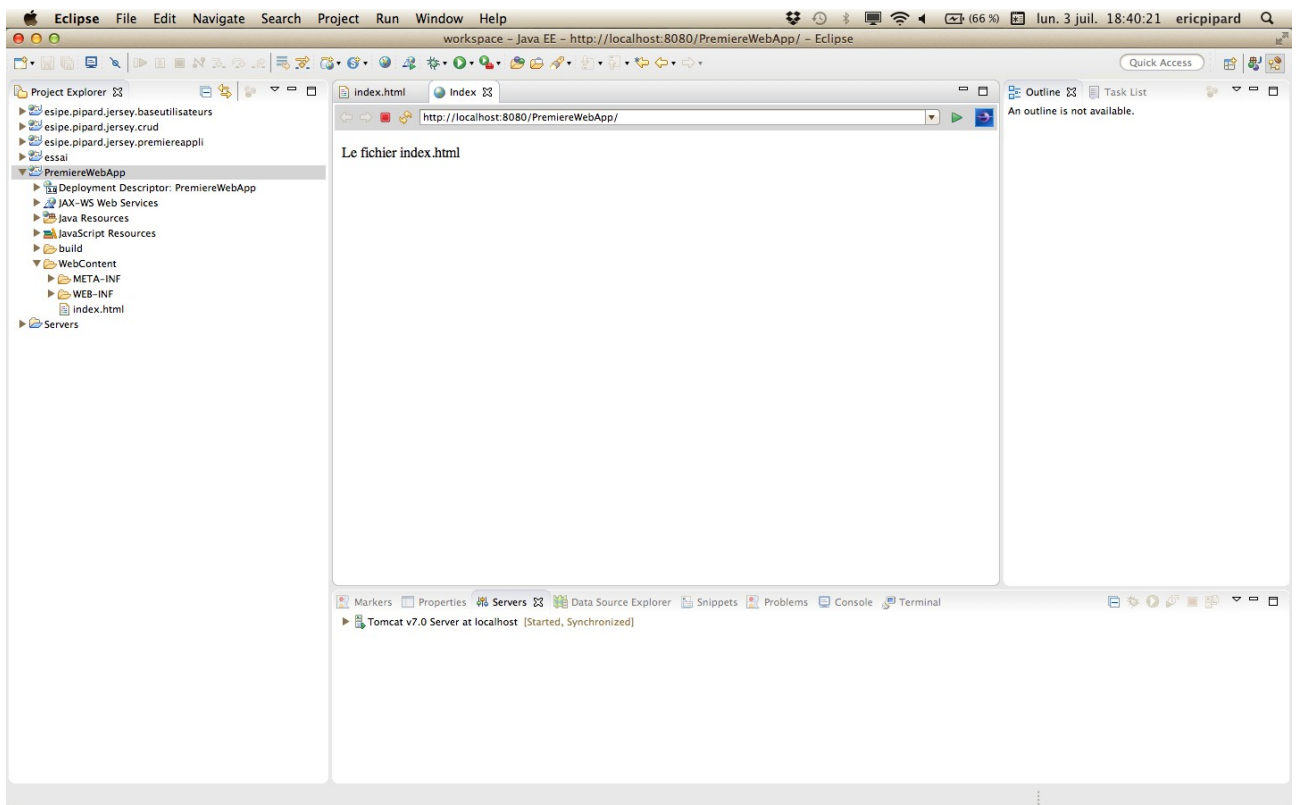 Eclipse File Edit Navigate Search Project Run Window Help (66 %) lun. 3 juil. 18:40:21 ericpipard
workspace – Java EE – http://localhost:8080/PremiereWebApp/ – Eclipse
Quick Access
Project Explorer
esipe.pipard.jersey.baseutilisateurs
esipe.pipard.jersey.crud
esipe.pipard.jersey.premiereappli
essai
PremiereWebApp
Deployment Descriptor: PremiereWebApp
JAX-WS Web Services
Java Resources
JavaScript Resources
build
WebContent
META-INF
WEB-INF
index.html
Servers
index.html Index
http://localhost:8080/PremiereWebApp/
Le fichier index.html
Outline Task List
An outline is not available.
Markers Properties Servers Data Source Explorer Snippets Problems Console Terminal
Tomcat v7.0 Server at localhost [Started, Synchronized]